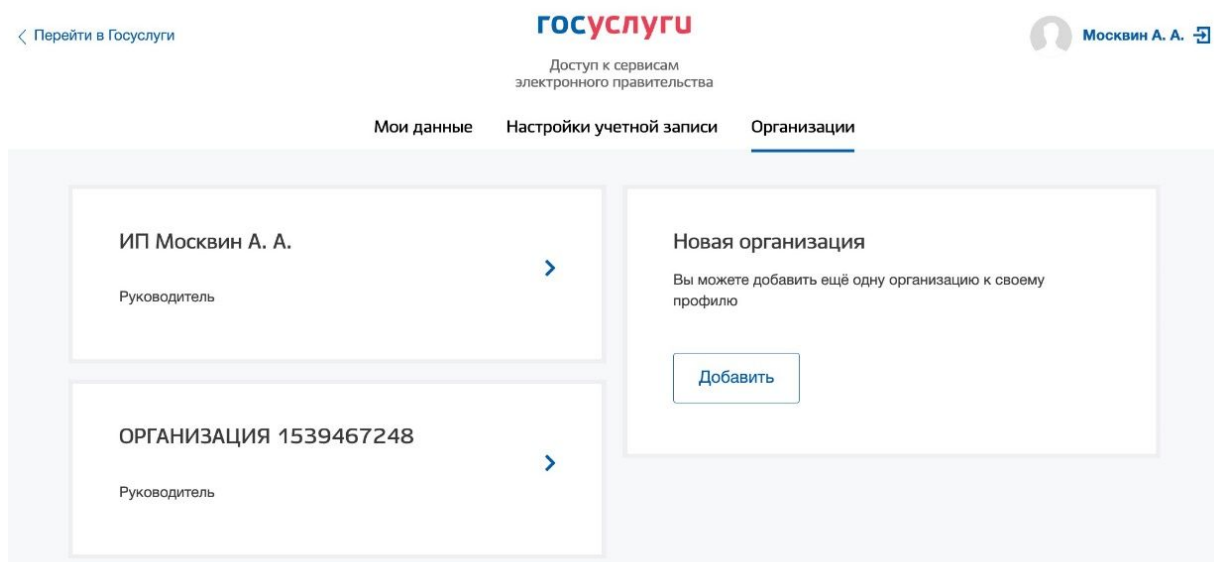 Перейти в Госуслуги
госуслуги
Москвин А. А.
Доступ к сервисам
электронного правительства
Мои данные Настройки учетной записи Организации
ИП Москвин А. А.
Руководитель
Новая организация
Вы можете добавить ещё одну организацию к своему
профилю
Добавить
ОРГАНИЗАЦИЯ 1539467248
Руководитель